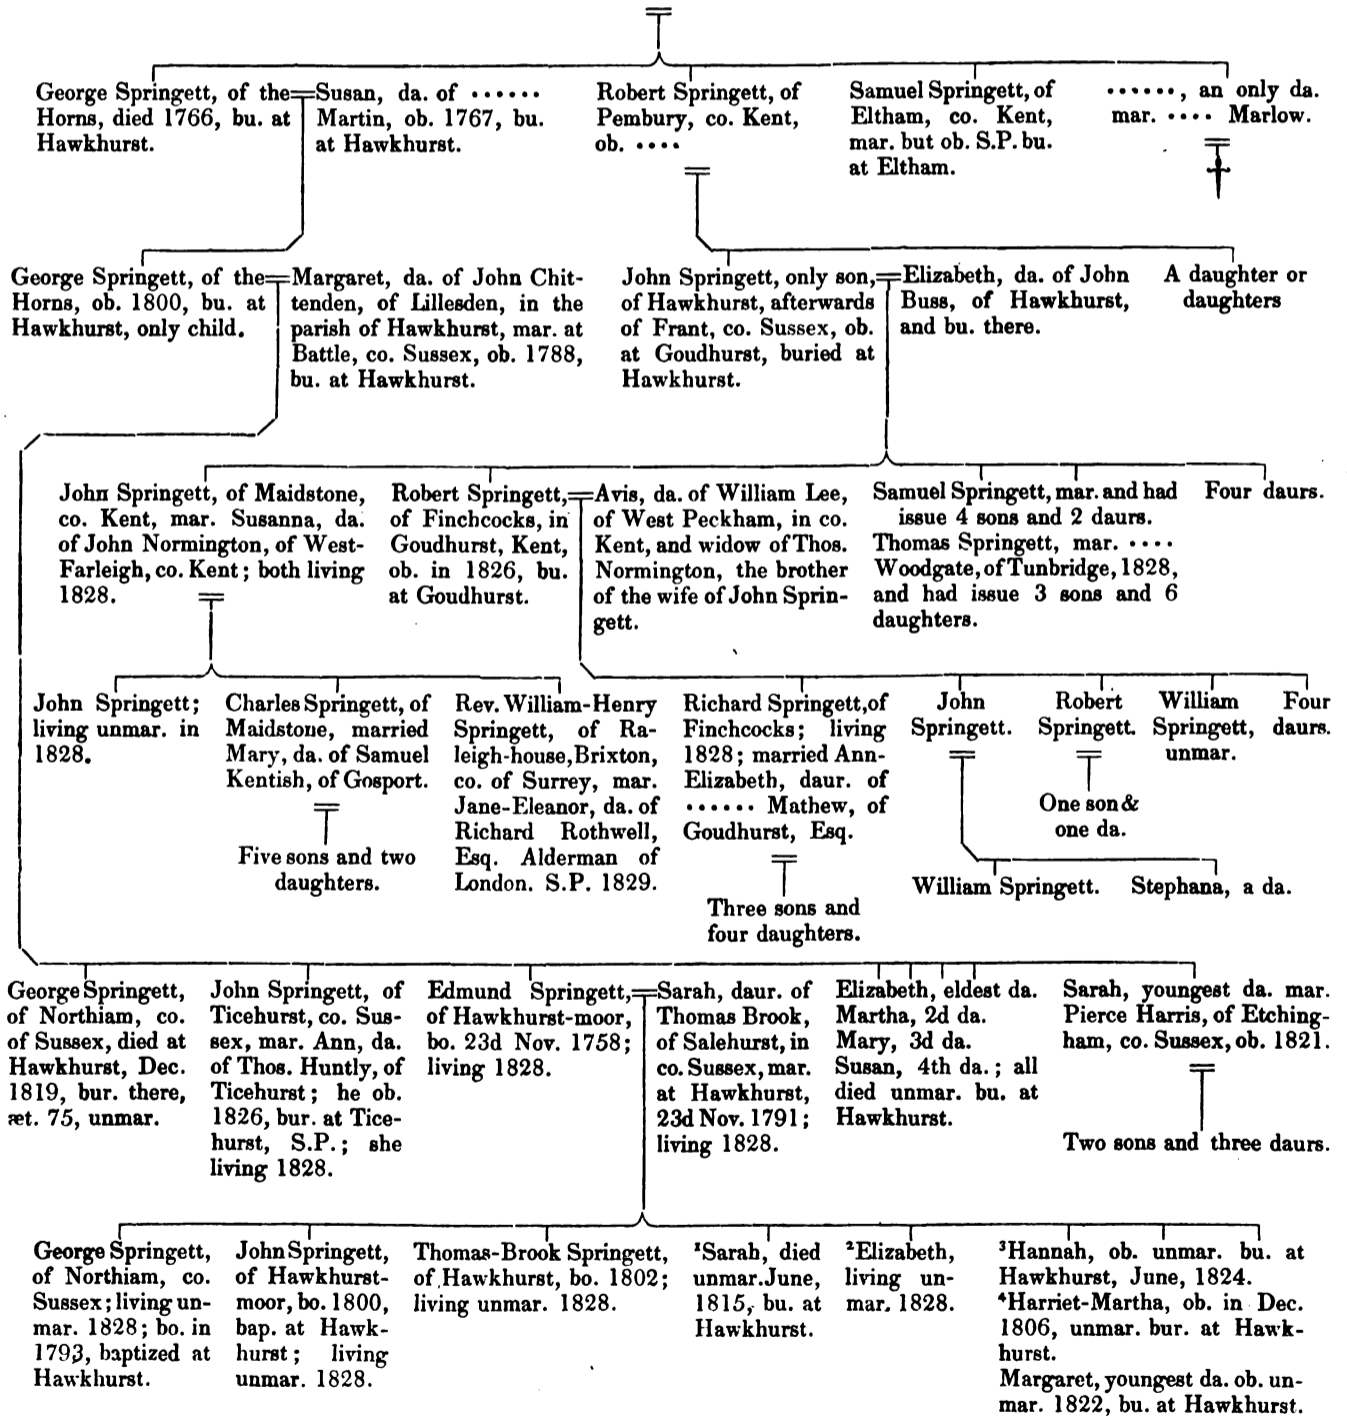 George Springett, of the
Horns, died 1766, bu. at
Hawkhurst.
Susan, da. of ······
Martin, ob. 1767, bu.
at Hawkhurst.
Robert Springett, of
Pembury, co. Kent,
ob. ····
Samuel Springett, of
Eltham, co. Kent,
mar. but ob. S.P. bu.
at Eltham.
······, an only da.
mar. ···· Marlow.
George Springett, of the
Horns, ob. 1800, bu. at
Hawkhurst, only child.
Margaret, da. of John Chit-
tenden, of Lillesden, in the
parish of Hawkhurst, mar. at
Battle, co. Sussex, ob. 1788,
bu. at Hawkhurst.
John Springett, only son,
of Hawkhurst, afterwards
of Frant, co. Sussex, ob.
at Goudhurst, buried at
Hawkhurst.
Elizabeth, da. of John
Buss, of Hawkhurst,
and bu. there.
A daughter or
daughters
John Springett, of Maidstone,
co. Kent, mar. Susanna, da.
of John Normington, of West-
Farleigh, co. Kent; both living
1828.
Robert Springett,
of Finchcocks, in
Goudhurst, Kent,
ob. in 1826, bu.
at Goudhurst.
Avis, da. of William Lee,
of West Peckham, in co.
Kent, and widow of Thos.
Normington, the brother
of the wife of John Sprin-
gett.
Samuel Springett, mar. and had
issue 4 sons and 2 daurs.
Thomas Springett, mar. ····
Woodgate, of Tunbridge, 1828,
and had issue 3 sons and 6
daughters.
Four daurs.
John Springett;
living unmar. in
1828.
Charles Springett, of
Maidstone, married
Mary, da. of Samuel
Kentish, of Gosport.
Five sons and two
daughters.
Rev. William-Henry
Springett, of Ra-
leigh-house, Brixton,
co. of Surrey, mar.
Jane-Eleanor, da. of
Richard Rothwell,
Esq. Alderman of
London. S.P. 1829.
Richard Springett, of
Finchcocks; living
1828; married Ann-
Elizabeth, daur. of
······ Mathew, of
Goudhurst, Esq.
Three sons and
four daughters.
John
Springett.
William Springett.
Stephana, a da.
Robert
Springett.
One son &
one da.
William
Springett,
unmar.
Four
daurs.
George Springett,
of Northiam, co.
of Sussex, died at
Hawkhurst, Dec.
1819, bur. there,
æt. 75, unmar.
John Springett, of
Ticehurst, co. Sus-
sex, mar. Ann, da.
of Thos. Huntly, of
Ticehurst; he ob.
1826, bur. at Tice-
hurst, S.P.; she
living 1828.
Edmund Springett,
of Hawkhurst-moor,
bo. 23d Nov. 1758;
living 1828.
Sarah, daur. of
Thomas Brook,
of Salehurst, in
co. Sussex, mar.
at Hawkhurst,
23d Nov. 1791;
living 1828.
Elizabeth, eldest da.
Martha, 2d da.
Mary, 3d da.
Susan, 4th da.; all
died unmar. bu. at
Hawkhurst.
Sarah, youngest da. mar.
Pierce Harris, of Etching-
ham, co. Sussex, ob. 1821.
Two sons and three daurs.
George Springett,
of Northiam, co.
Sussex; living un-
mar. 1828; bo. in
1793, baptized at
Hawkhurst.
John Springett,
of Hawkhurst-
moor, bo. 1800,
bap. at Hawk-
hurst; living
unmar. 1828.
Thomas-Brook Springett,
of Hawkhurst, bo. 1802;
living unmar. 1828.
¹Sarah, died
unmar. June,
1815, bu. at
Hawkhurst.
²Elizabeth,
living un-
mar. 1828.
³Hannah, ob. unmar. bu. at
Hawkhurst, June, 1824.
⁴Harriet-Martha, ob. in Dec.
1806, unmar. bur. at Hawk-
hurst.
Margaret, youngest da. ob. un-
mar. 1822, bu. at Hawkhurst.